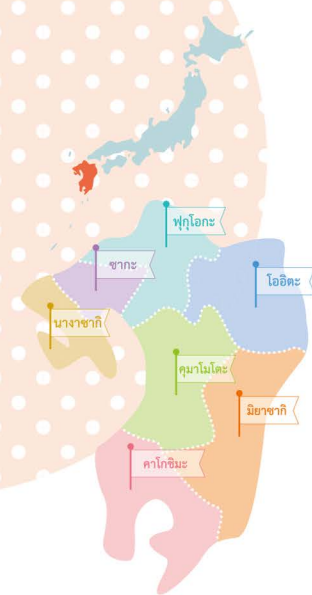 ฟุกุโอกะ
ซากะ
โออิตะ
นางาซากิ
คุมาโมโตะ
มิยาซากิ
คาโกชิมะ